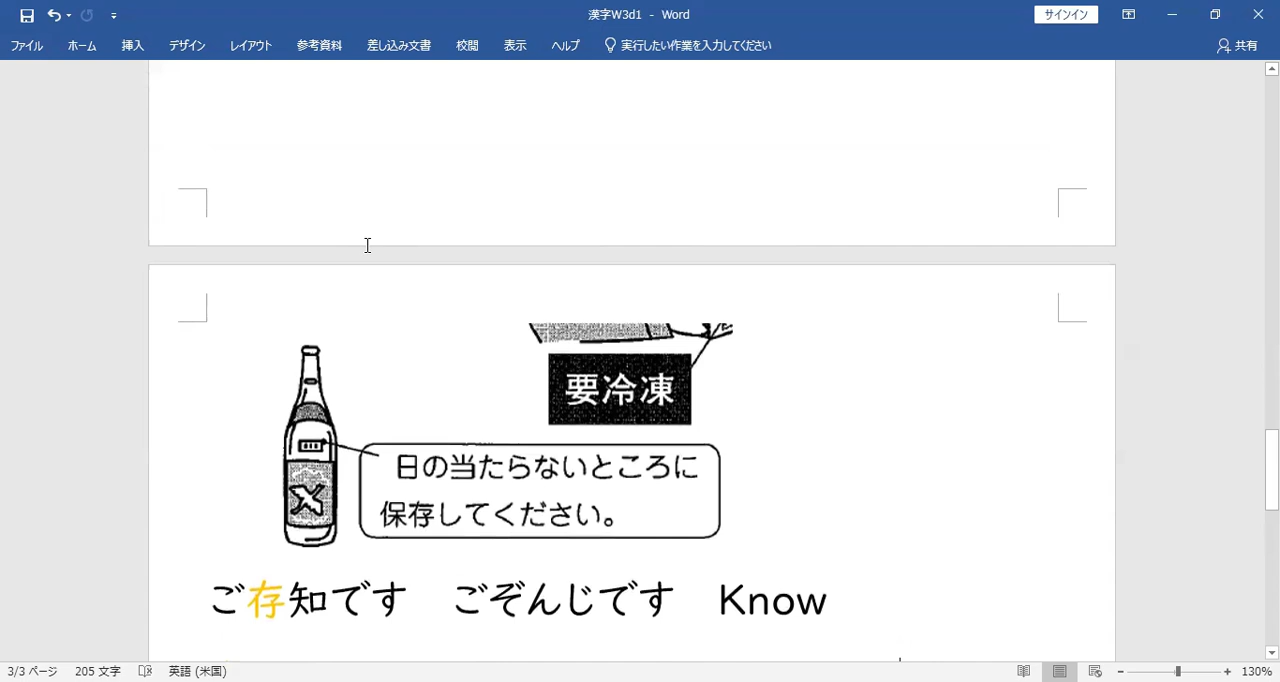 漢字W3d1 - Word
サインイン
ファイル ホーム 挿入 デザイン レイアウト 参考資料 差し込み文書 校閲 表示 ヘルプ 実行したい作業を入力してください 共有
要冷凍
日の当たらないところに
保存してください。
ご存知です ごぞんじです Know
3/3 ページ 205 文字 英語 (米国) 130%